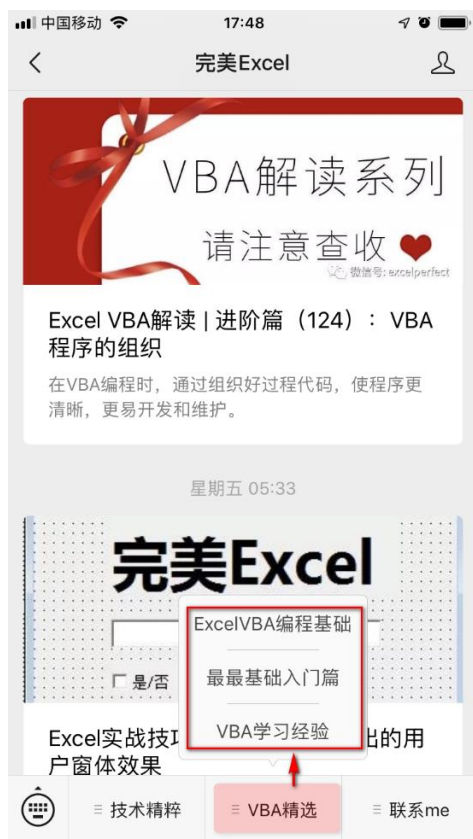 中国移动
17:48
完美Excel
VBA解读系列
请注意查收
微信号: excelperfect
Excel VBA解读 | 进阶篇（124）：VBA
程序的组织
在VBA编程时，通过组织好过程代码，使程序更
清晰，更易开发和维护。
星期五 05:33
完美Excel
是/否
ExcelVBA编程基础
最最基础入门篇
VBA学习经验
Excel实战技
出的用
户窗体效果
技术精粹
VBA精选
联系me